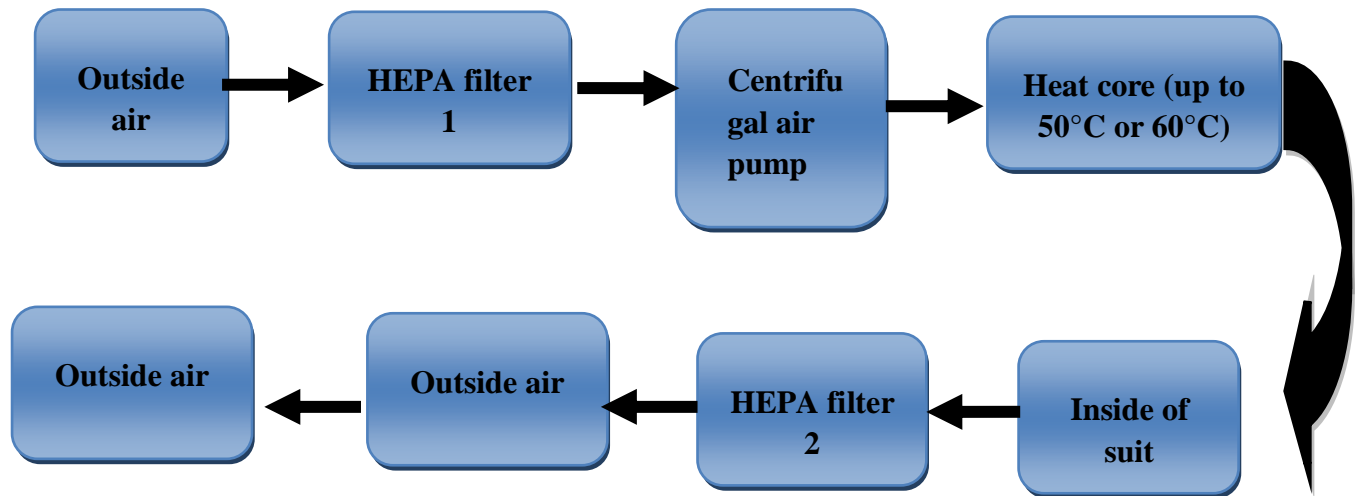 Outside
air
HEPA filter
1
Centrifu
gal air
pump
Heat core (up to
50°C or 60°C)
Outside air
Outside air
HEPA filter
2
Inside of
suit